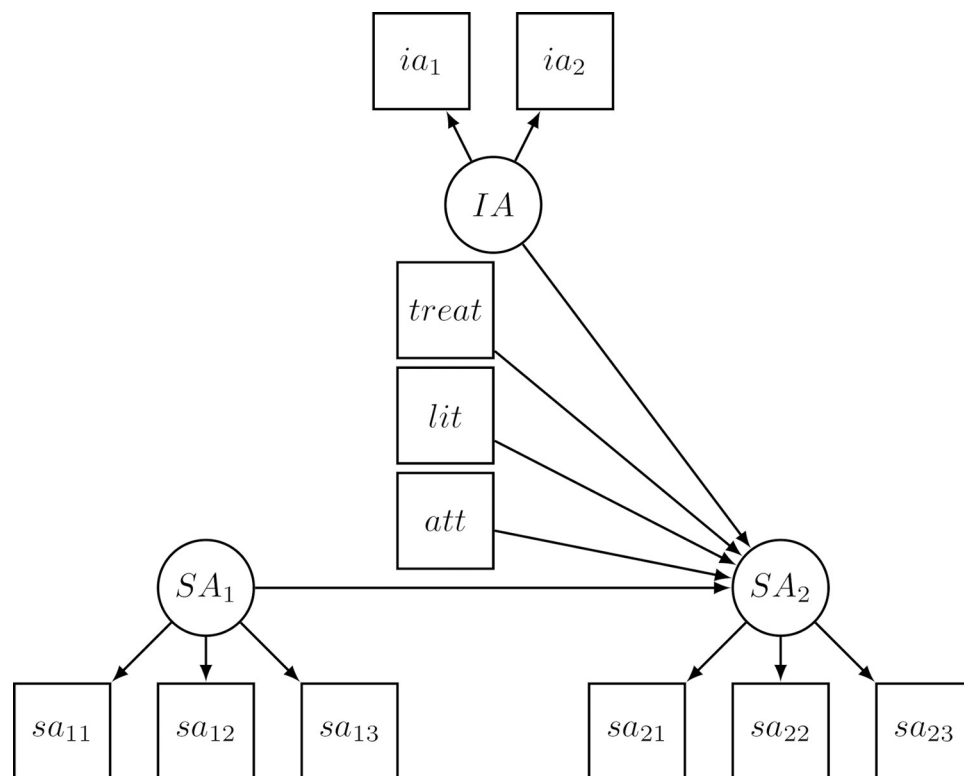 ia₁ ia₂
IA
treat
lit
att
SA₁ SA₂
sa₁₁ sa₁₂ sa₁₃ sa₂₁ sa₂₂ sa₂₃